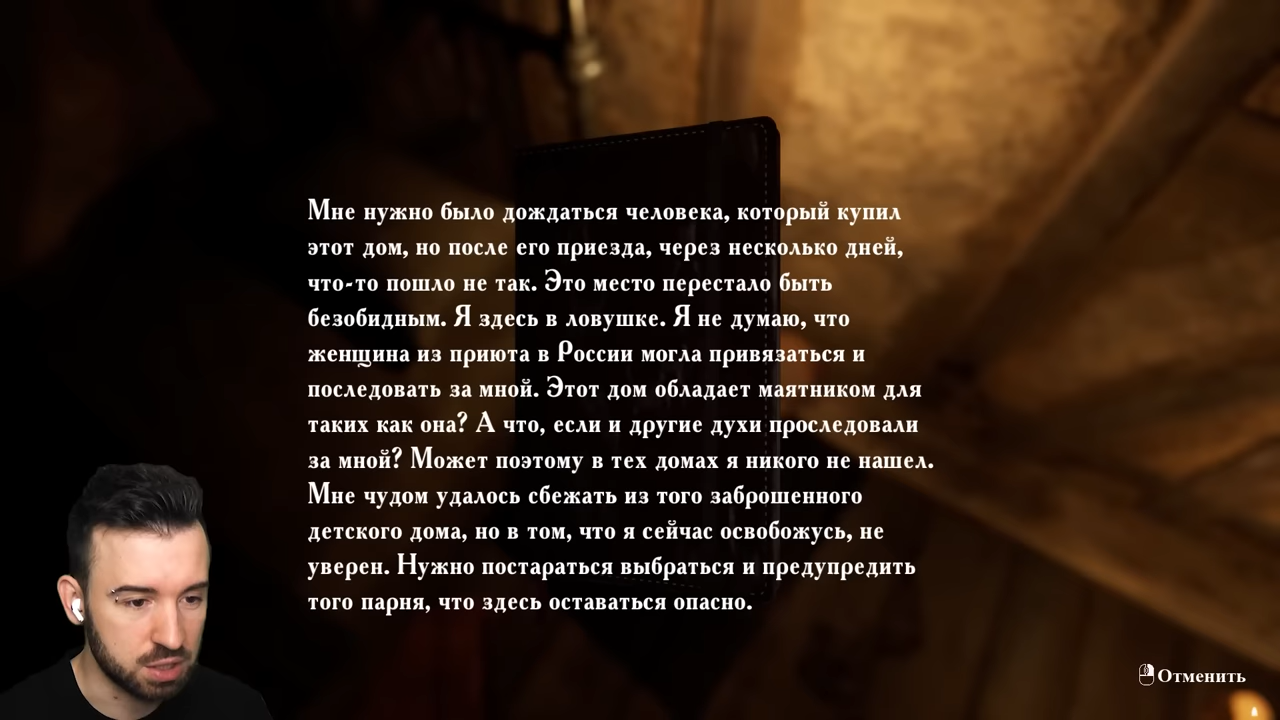 Мне нужно было дождаться человека, который купил
этот дом, но после его приезда, через несколько дней,
что-то пошло не так. Это место перестало быть
безобидным. Я здесь в ловушке. Я не думаю, что
женщина из приюта в России могла привязаться и
последовать за мной. Этот дом обладает маятником для
таких как она? А что, если и другие духи проследовали
за мной? Может поэтому в тех домах я никого не нашел.
Мне чудом удалось сбежать из того заброшенного
детского дома, но в том, что я сейчас освобожусь, не
уверен. Нужно постараться выбраться и предупредить
того парня, что здесь оставаться опасно.
Отменить